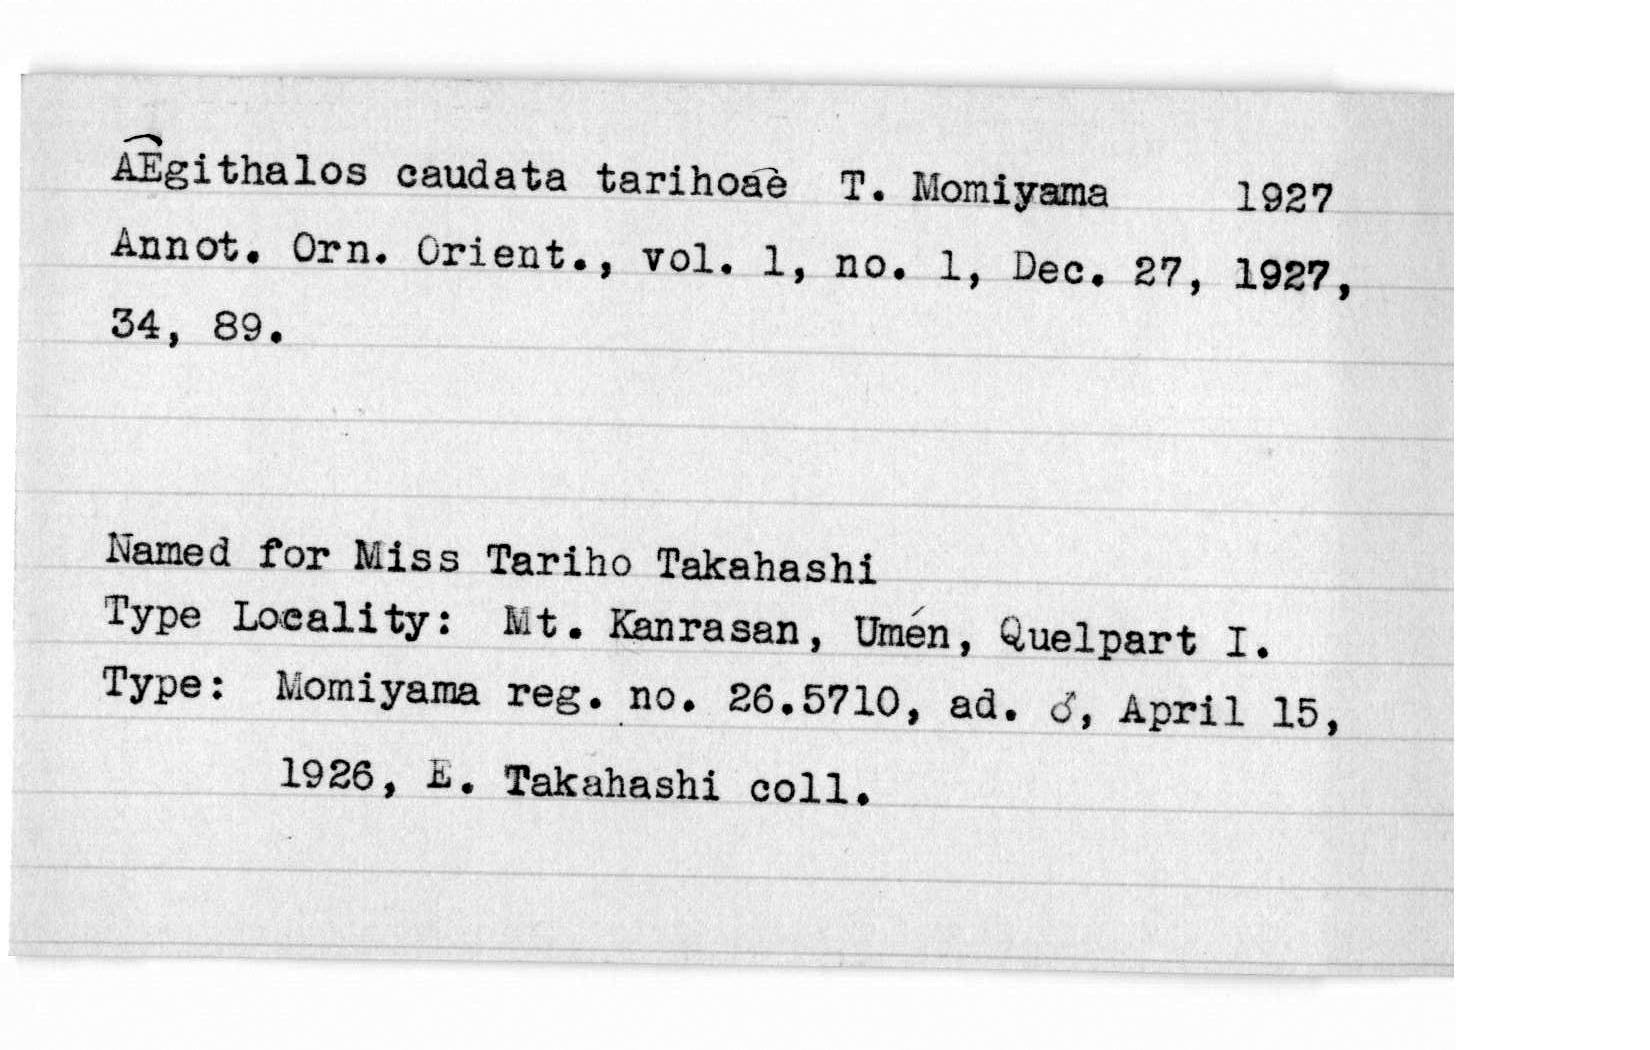 Ægithalos caudata tarihoæ T. Momiyama 1927
Annot. Orn. Orient., vol. 1, no. 1, Dec. 27, 1927,
34, 89.
Named for Miss Tariho Takahashi
Type Locality: Mt. Kanrasan, Umén, Quelpart I.
Type: Momiyama reg. no. 26.5710, ad. ♂, April 15,
1926, E. Takahashi coll.